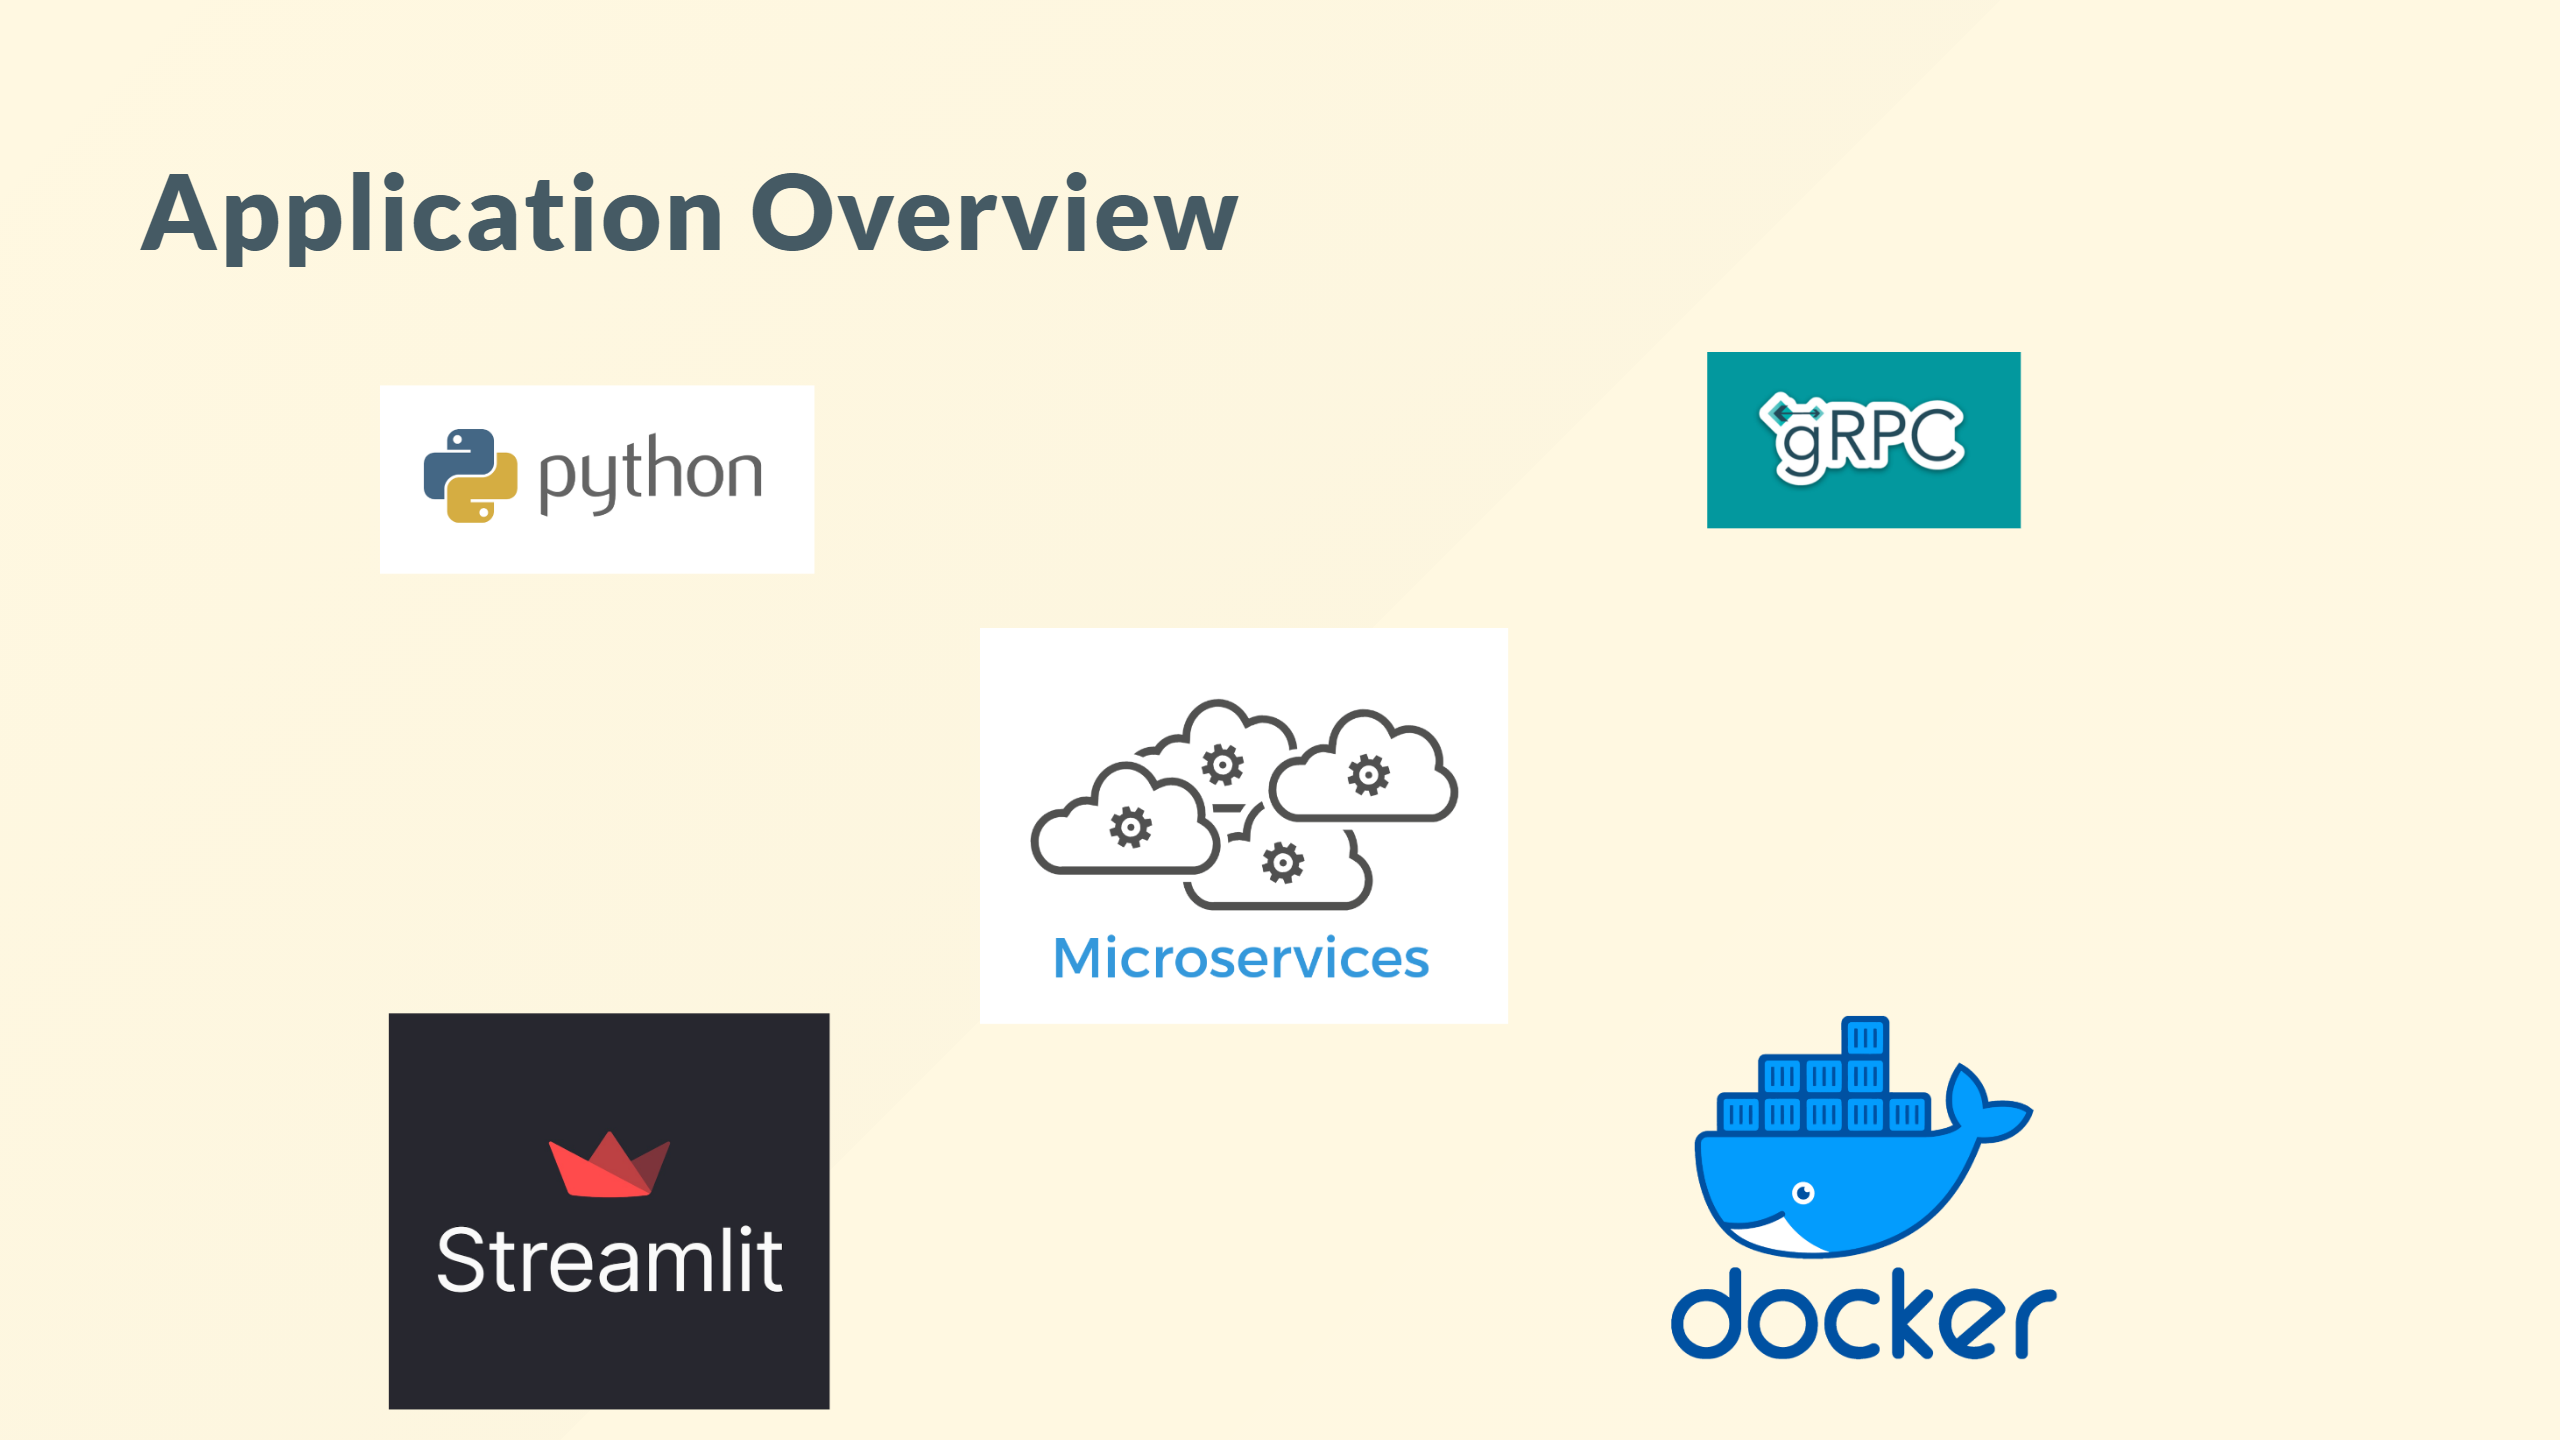 Application Overview
python
gRPC
Microservices
Streamlit
docker